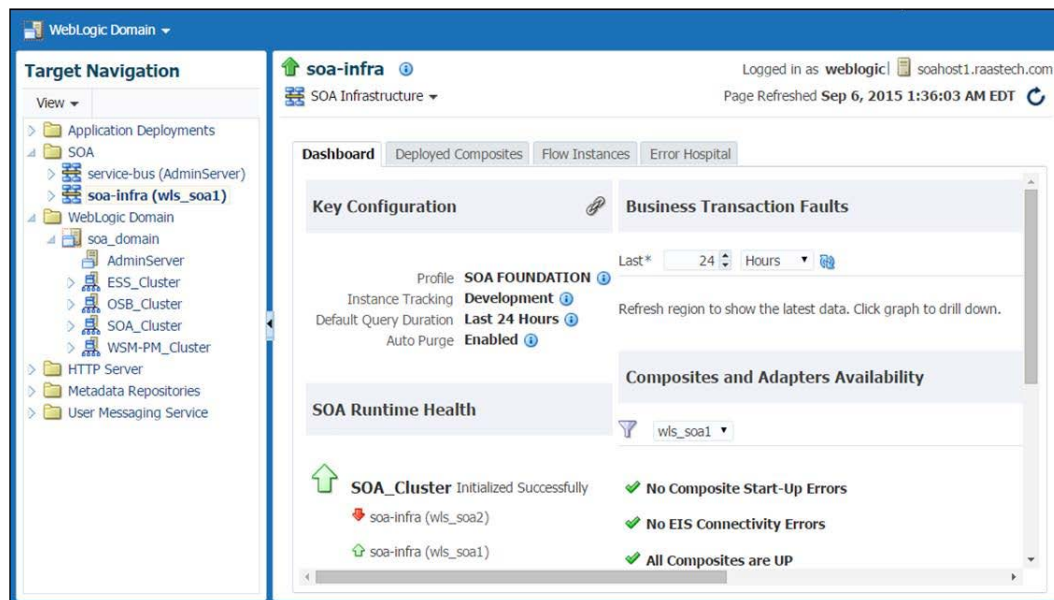 WebLogic Domain
Target Navigation
View
Application Deployments
SOA
service-bus (AdminServer)
soa-infra (wls_soa1)
WebLogic Domain
soa_domain
AdminServer
ESS_Cluster
OSB_Cluster
SOA_Cluster
WSM-PM_Cluster
HTTP Server
Metadata Repositories
User Messaging Service
soa-infra
Logged in as weblogic| soahost1.raastech.com
SOA Infrastructure
Page Refreshed Sep 6, 2015 1:36:03 AM EDT
Dashboard Deployed Composites Flow Instances Error Hospital
Key Configuration
Profile SOA FOUNDATION
Instance Tracking Development
Default Query Duration Last 24 Hours
Auto Purge Enabled
SOA Runtime Health
SOA_Cluster Initialized Successfully
soa-infra (wls_soa2)
soa-infra (wls_soa1)
Business Transaction Faults
Last* 24 Hours
Refresh region to show the latest data. Click graph to drill down.
Composites and Adapters Availability
wls_soa1
No Composite Start-Up Errors
No EIS Connectivity Errors
All Composites are UP